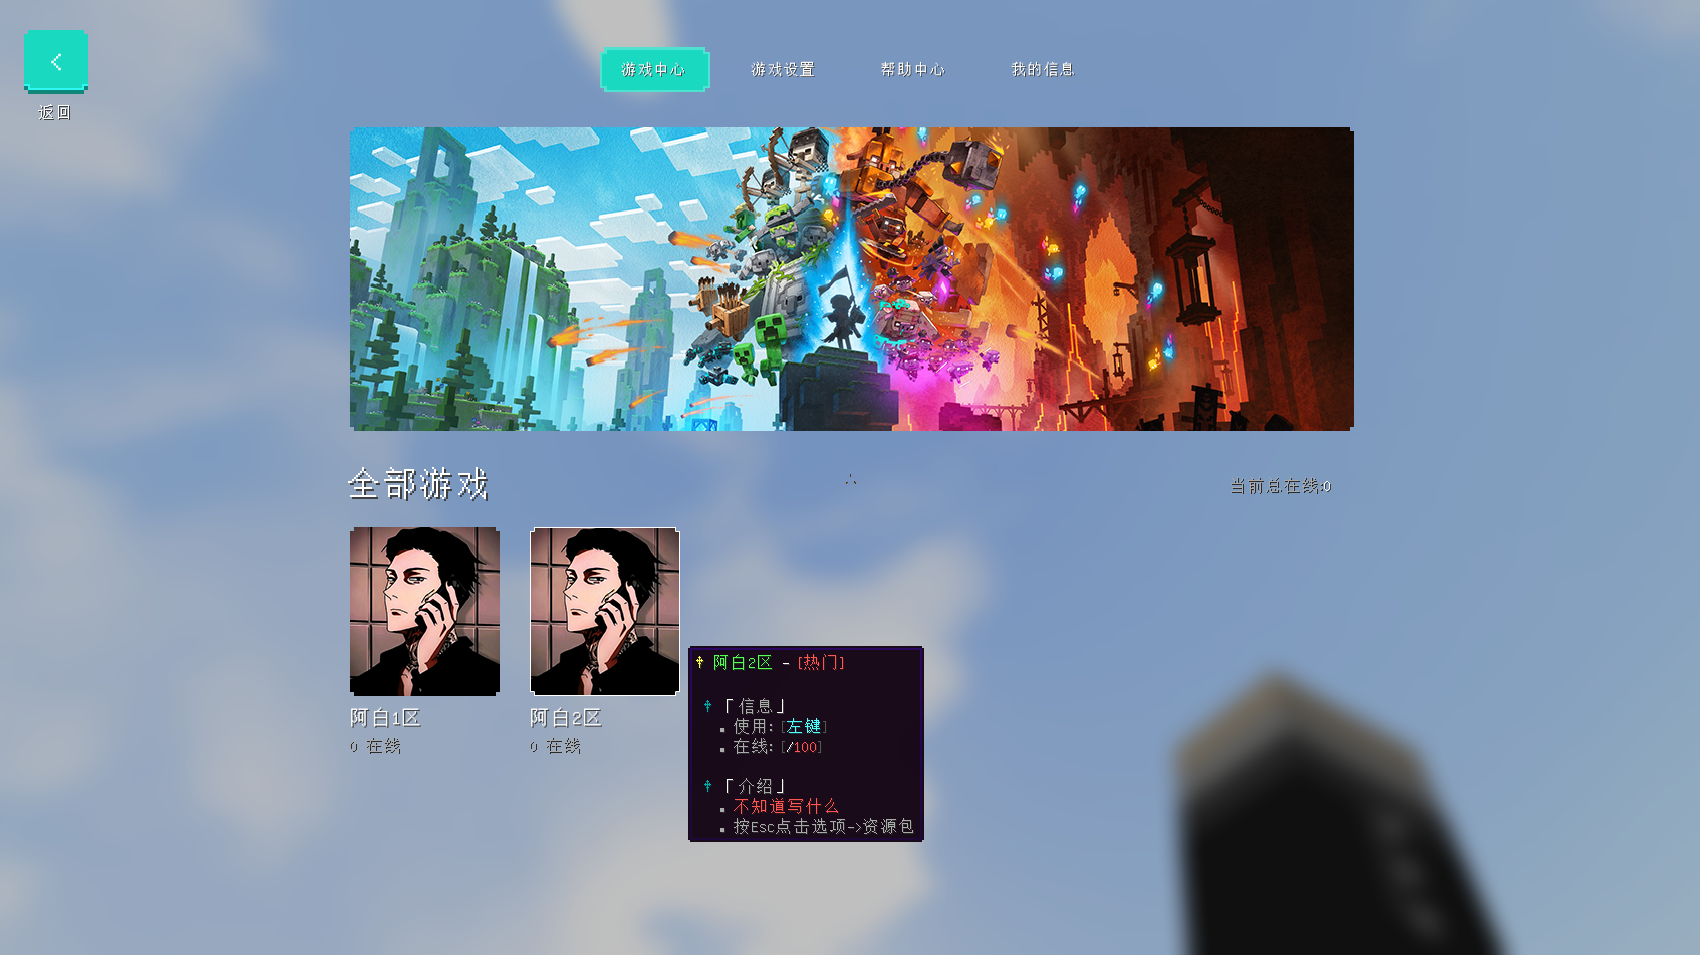 返回
游戏中心 游戏设置 帮助中心 我的信息
全部游戏
当前总在线:0
阿白1区
0 在线
阿白2区
0 在线
✝ 阿白2区 - [热门]
✝ 「信息」
▪ 使用: [左键]
▪ 在线: [/100]
✝ 「介绍」
▪ 不知道写什么
▪ 按Esc点击选项->资源包